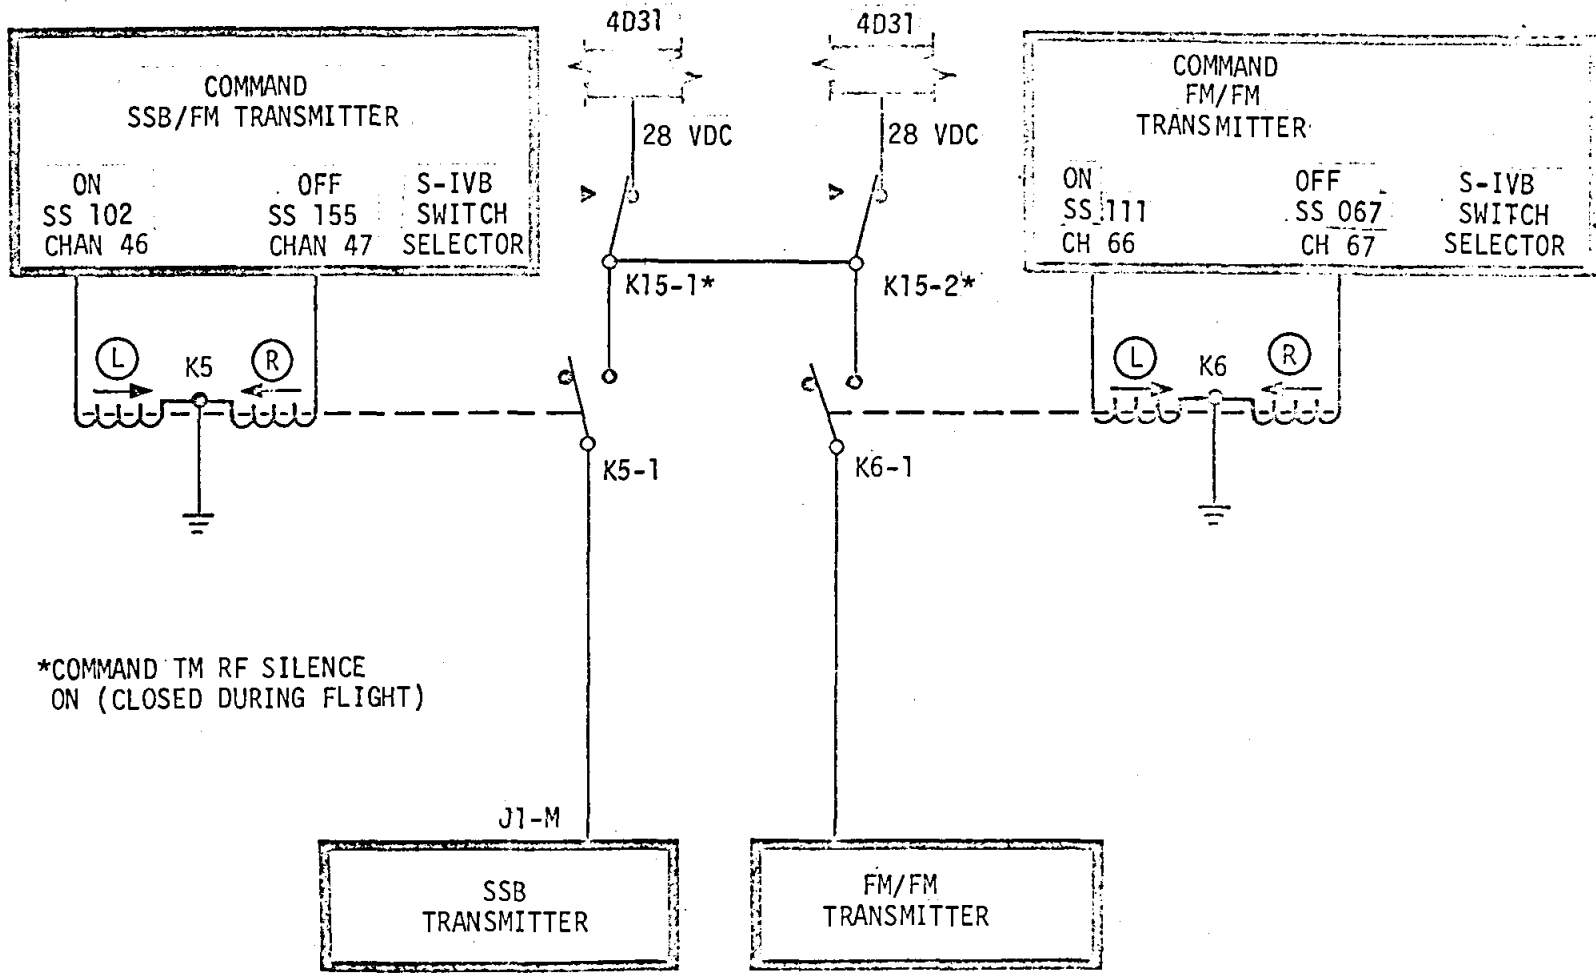 4D31
4D31
COMMAND
SSB/FM TRANSMITTER
ON
SS 102
CHAN 46
OFF
SS 155
CHAN 47
S-IVB
SWITCH
SELECTOR
28 VDC
28 VDC
COMMAND
FM/FM
TRANSMITTER
ON
SS 111
CH 66
OFF
SS 067
CH 67
S-IVB
SWITCH
SELECTOR
K15-1*
K15-2*
L
K5
R
L
K6
R
K5-1
K6-1
*COMMAND TM RF SILENCE
ON (CLOSED DURING FLIGHT)
J1-M
SSB
TRANSMITTER
FM/FM
TRANSMITTER